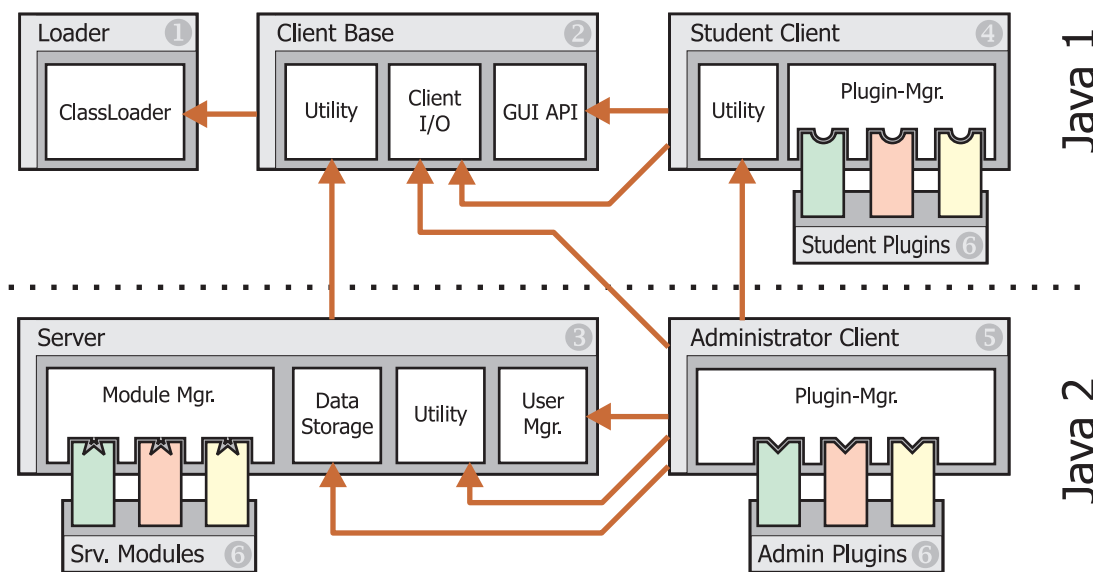 Loader 1
ClassLoader
Client Base 2
Utility
Client
I/O
GUI API
Student Client 4
Utility
Plugin-Mgr.
Student Plugins 6
Java 1
Server 3
Module Mgr.
Data
Storage
Utility
User
Mgr.
Srv. Modules 6
Administrator Client 5
Plugin-Mgr.
Admin Plugins 6
Java 2